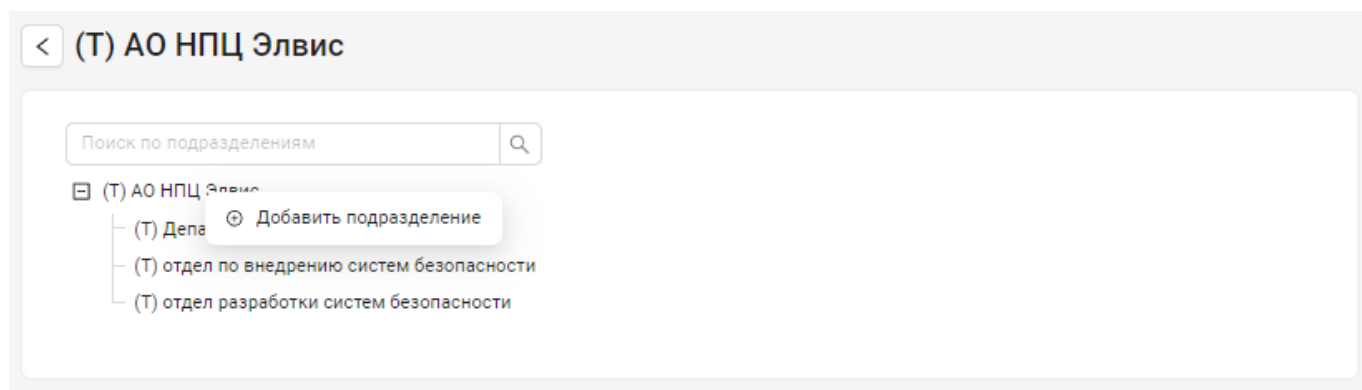 (Т) АО НПЦ Элвис
Поиск по подразделениям
(Т) АО НПЦ Элвис
Добавить подразделение
(Т)
(Т) отдел по внедрению систем безопасности
(Т) отдел разработки систем безопасности